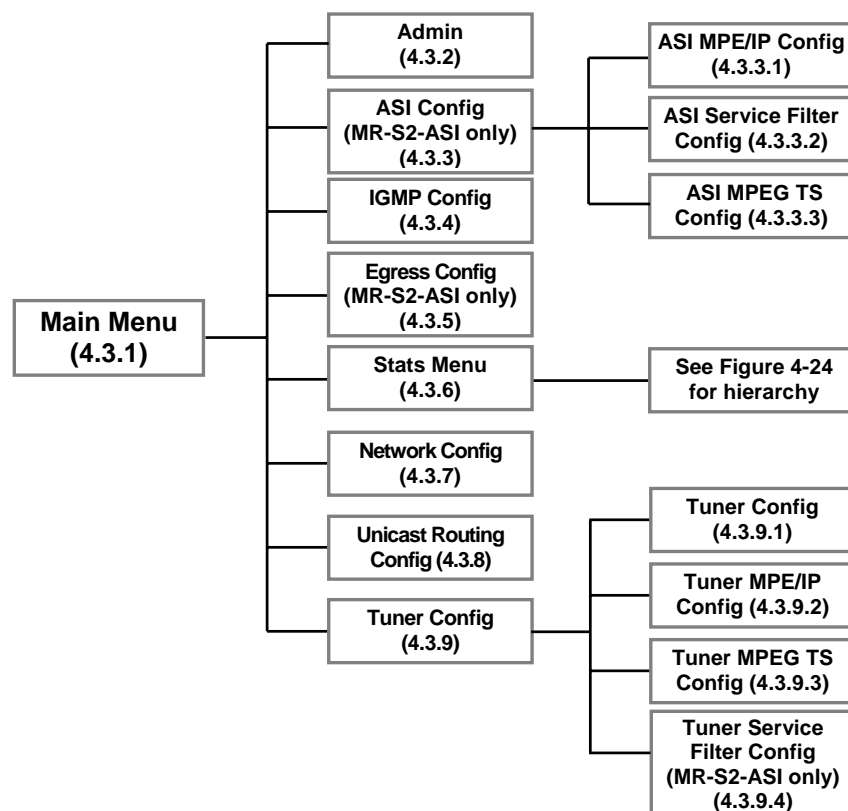 Main Menu
(4.3.1)
Admin
(4.3.2)
ASI Config
(MR-S2-ASI only)
(4.3.3)
ASI MPE/IP Config
(4.3.3.1)
ASI Service Filter
Config (4.3.3.2)
ASI MPEG TS
Config (4.3.3.3)
IGMP Config
(4.3.4)
Egress Config
(MR-S2-ASI only)
(4.3.5)
Stats Menu
(4.3.6)
See Figure 4-24
for hierarchy
Network Config
(4.3.7)
Unicast Routing
Config (4.3.8)
Tuner Config
(4.3.9)
Tuner Config
(4.3.9.1)
Tuner MPE/IP
Config (4.3.9.2)
Tuner MPEG TS
Config (4.3.9.3)
Tuner Service
Filter Config
(MR-S2-ASI only)
(4.3.9.4)